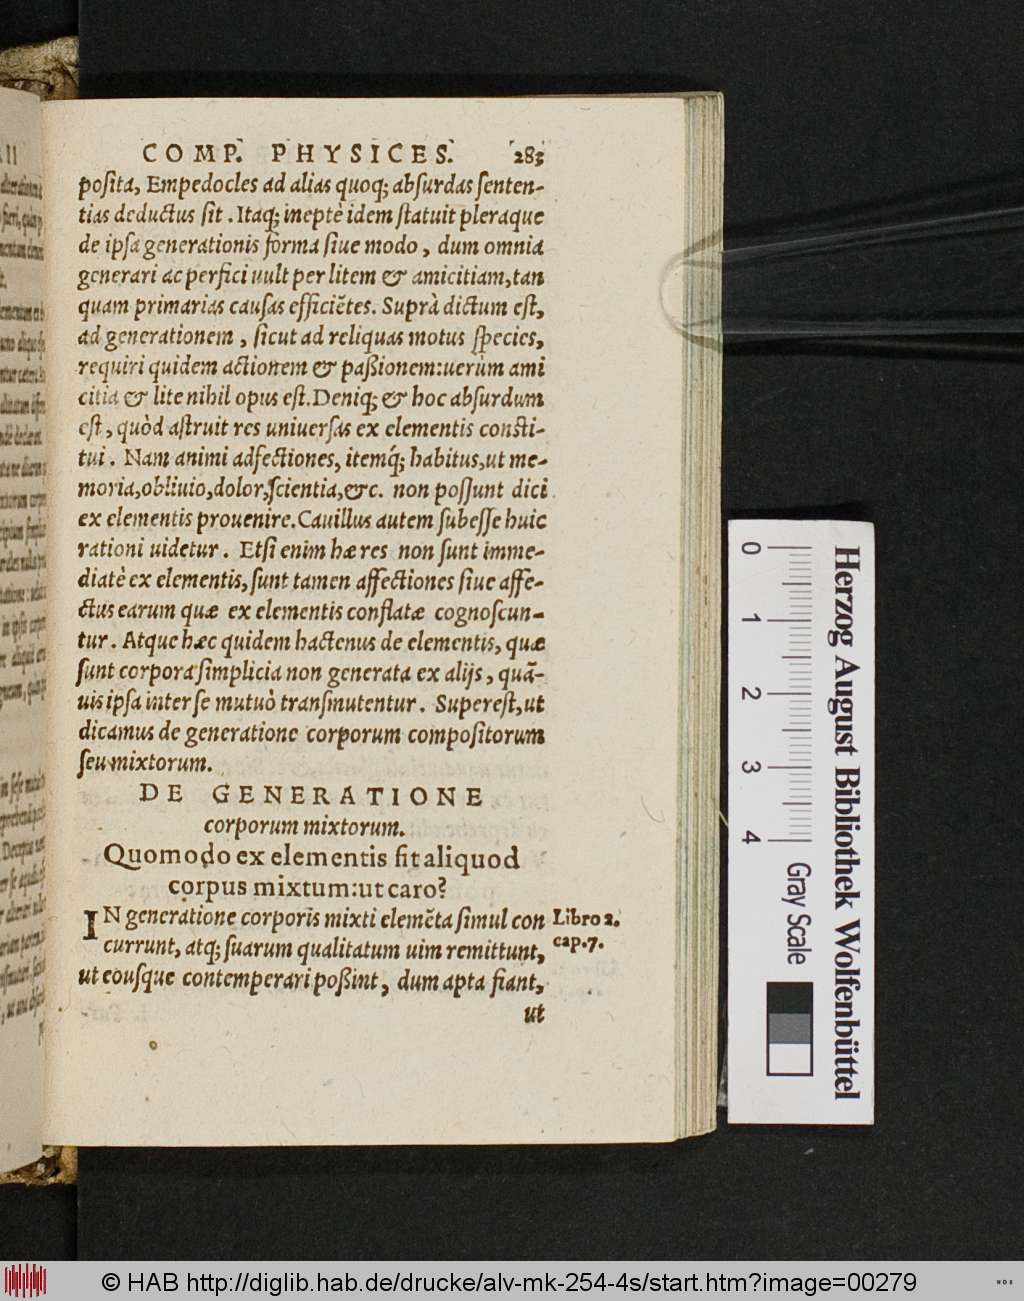 COMP. PHYSICES. 283
poſita, Empedocles ad alias quoq; abſurdas ſenten-
tias deductus ſit. Itaq; ineptè idem ſtatuit pleraque
de ipſa generationis forma ſiue modo, dum omnia
generari ac perfici uult per litem & amicitiam, tan
quam primarias cauſas efficiẽtes. Suprà dictum eſt,
ad generationem, ſicut ad reliquas motus ſpecies,
requiri quidem actionem & paßionem: uerùm ami
citia & lite nihil opus eſt. Deniq; & hoc abſurdum
eſt, quòd aſtruit res uniuerſas ex elementis conſti-
tui. Nam animi adfectiones, itemq́; habitus, ut me-
moria, obliuio, dolor, ſcientia, &c. non poſſunt dici
ex elementis prouenire. Cauillus autem ſubeſſe huic
rationi uidetur. Etſi enim hæ res non ſunt imme-
diatè ex elementis, ſunt tamen affectiones ſiue affe-
ctus earum quæ ex elementis conflatæ cognoſcun-
tur. Atque hæc quidem hactenus de elementis, quæ
ſunt corpora ſimplicia non generata ex alijs, quã-
uis ipſa inter ſe mutuò tranſmutentur. Supereſt, ut
dicamus de generatione corporum compoſitorum
ſeu mixtorum.
DE GENERATIONE
corporum mixtorum.
Quomodo ex elementis fit aliquod
corpus mixtum: ut caro?
IN generatione corporis mixti elemẽta ſimul con
currunt, atq; ſuarum qualitatum uim remittunt,
ut eouſque contemperari poßint, dum apta fiant,
ut
Libro 2.
cap. 7.
0 1 2 3 4
Gray Scale
Herzog August Bibliothek Wolfenbüttel
© HAB http://diglib.hab.de/drucke/alv-mk-254-4s/start.htm?image=00279